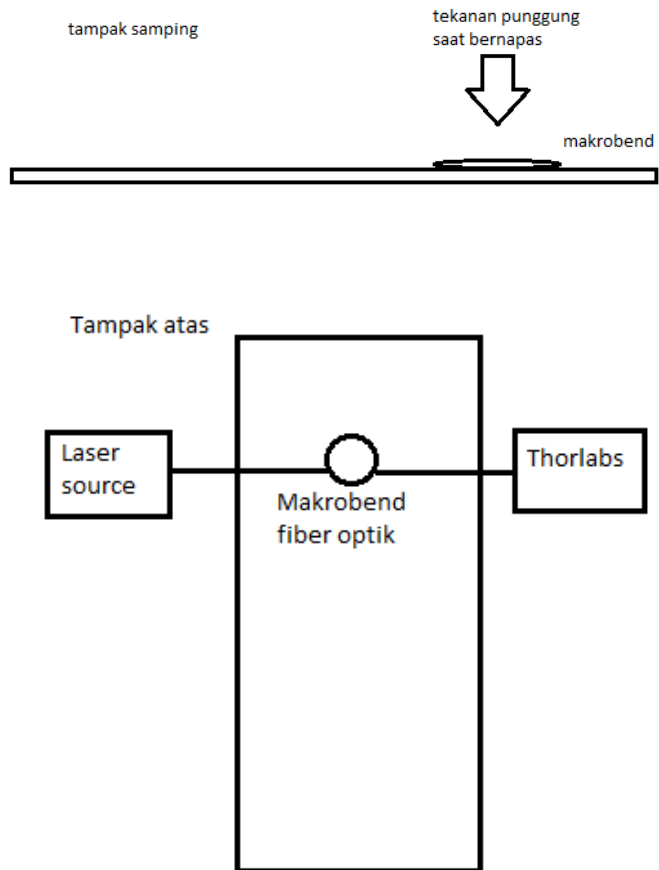 tampak samping
tekanan punggung
saat bernapas
makrobend
Tampak atas
Laser
source
Makrobend
fiber optik
Thorlabs